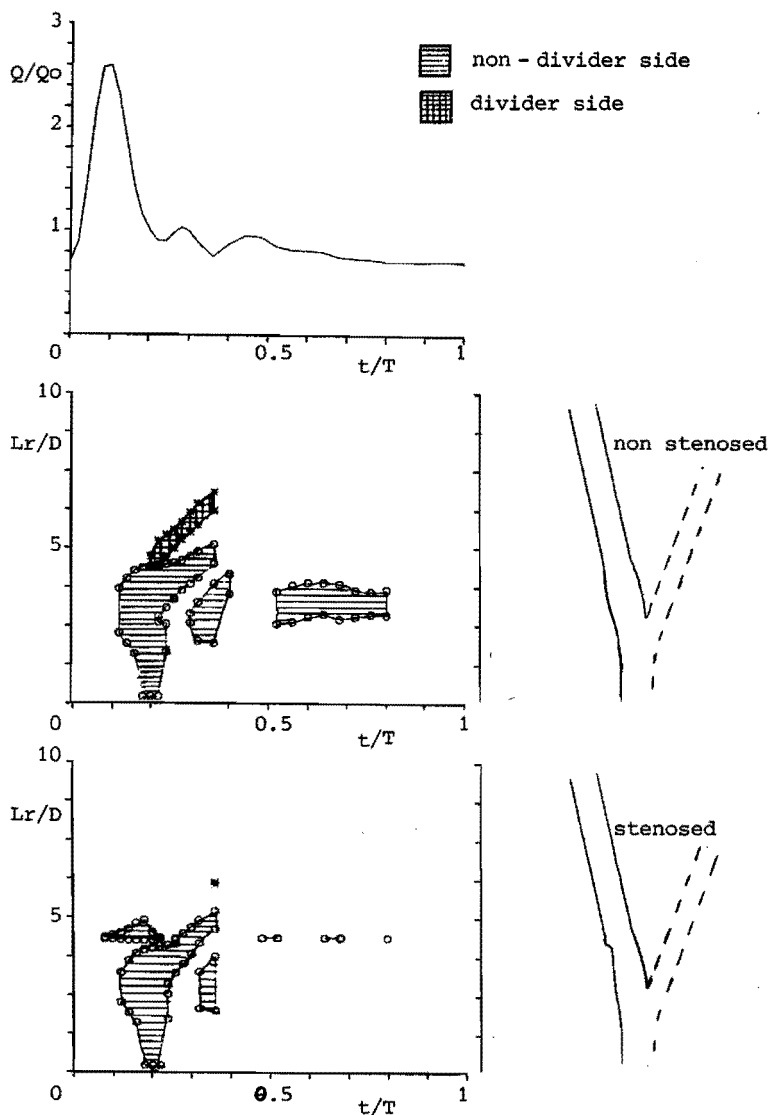 3
Q/Qo
2
1
0
0.5
1
t/T
non-divider side
divider side
10
Lr/D
5
0
0.5
1
t/T
non stenosed
10
Lr/D
5
0
0.5
1
t/T
stenosed